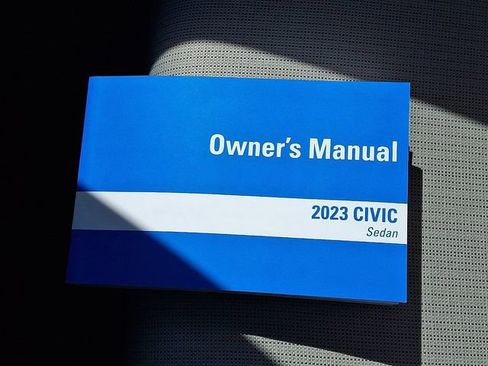 Owner's Manual
2023 CIVIC
Sedan